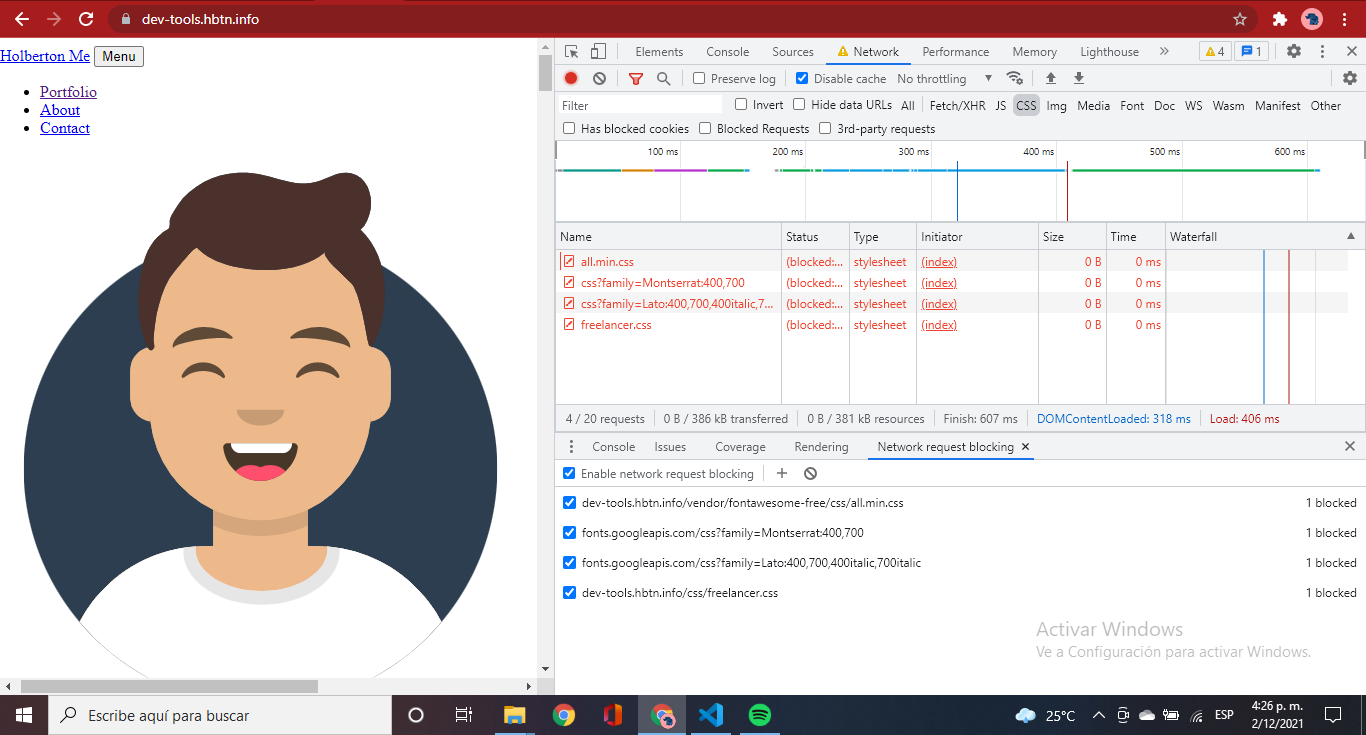 dev-tools.hbtn.info
Holberton Me Menu
Portfolio
About
Contact
Elements Console Sources Network Performance Memory Lighthouse » 4 1
Preserve log Disable cache No throttling
Filter Invert Hide data URLs All Fetch/XHR JS CSS Img Media Font Doc WS Wasm Manifest Other
Has blocked cookies Blocked Requests 3rd-party requests
100 ms 200 ms 300 ms 400 ms 500 ms 600 ms
Name Status Type Initiator Size Time Waterfall
all.min.css (blocked:... stylesheet (index) 0 B 0 ms
css?family=Montserrat:400,700 (blocked:... stylesheet (index) 0 B 0 ms
css?family=Lato:400,700,400italic,7... (blocked:... stylesheet (index) 0 B 0 ms
freelancer.css (blocked:... stylesheet (index) 0 B 0 ms
4 / 20 requests 0 B / 386 kB transferred 0 B / 381 kB resources Finish: 607 ms DOMContentLoaded: 318 ms Load: 406 ms
Console Issues Coverage Rendering Network request blocking
Enable network request blocking
dev-tools.hbtn.info/vendor/fontawesome-free/css/all.min.css 1 blocked
fonts.googleapis.com/css?family=Montserrat:400,700 1 blocked
fonts.googleapis.com/css?family=Lato:400,700,400italic,700italic 1 blocked
dev-tools.hbtn.info/css/freelancer.css 1 blocked
Activar Windows
Ve a Configuración para activar Windows.
Escribe aquí para buscar
25°C ESP
4:26 p. m.
2/12/2021